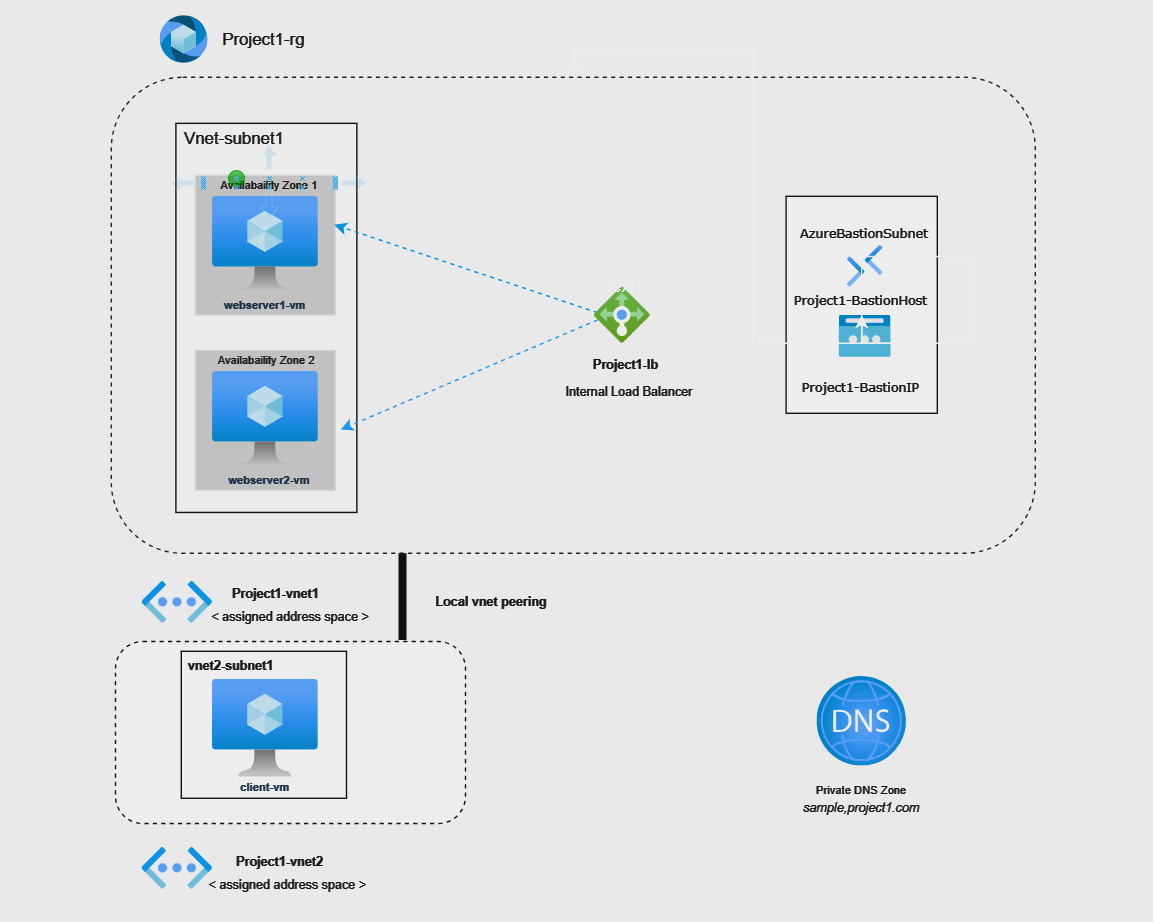 Project1-rg
Vnet-subnet1
Availabaility Zone 1
webserver1-vm
Availabaility Zone 2
webserver2-vm
Project1-lb
Internal Load Balancer
AzureBastionSubnet
Project1-BastionHost
Project1-BastionIP
Project1-vnet1
< assigned address space >
Local vnet peering
vnet2-subnet1
client-vm
Project1-vnet2
< assigned address space >
DNS
Private DNS Zone
sample,project1.com